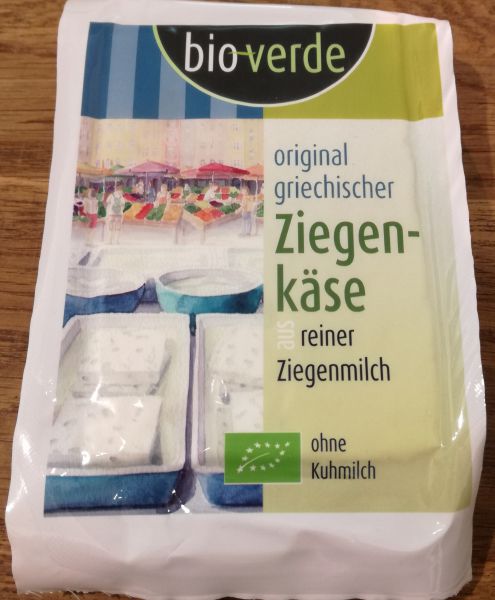 bio-verde
original
griechischer
Ziegen-
käse
aus reiner
Ziegenmilch
ohne
Kuhmilch